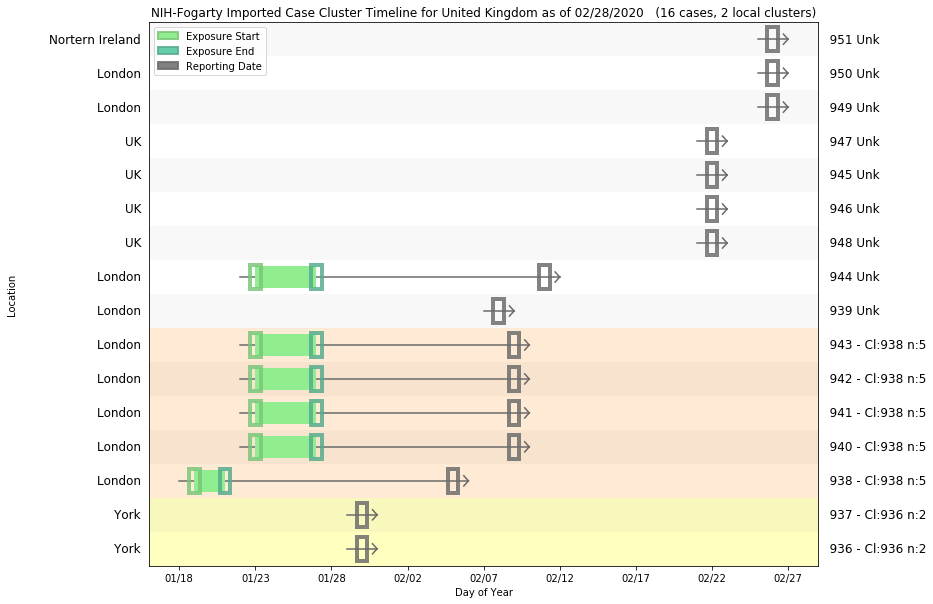 NIH-Fogarty Imported Case Cluster Timeline for United Kingdom as of 02/28/2020 (16 cases, 2 local clusters)
Exposure Start
Exposure End
Reporting Date
Nortern Ireland 951 Unk
London 950 Unk
London 949 Unk
UK 947 Unk
UK 945 Unk
UK 946 Unk
UK 948 Unk
London 944 Unk
London 939 Unk
London 943 - Cl:938 n:5
London 942 - Cl:938 n:5
London 941 - Cl:938 n:5
London 940 - Cl:938 n:5
London 938 - Cl:938 n:5
York 937 - Cl:936 n:2
York 936 - Cl:936 n:2
Location
01/18 01/23 01/28 02/02 02/07 02/12 02/17 02/22 02/27
Day of Year